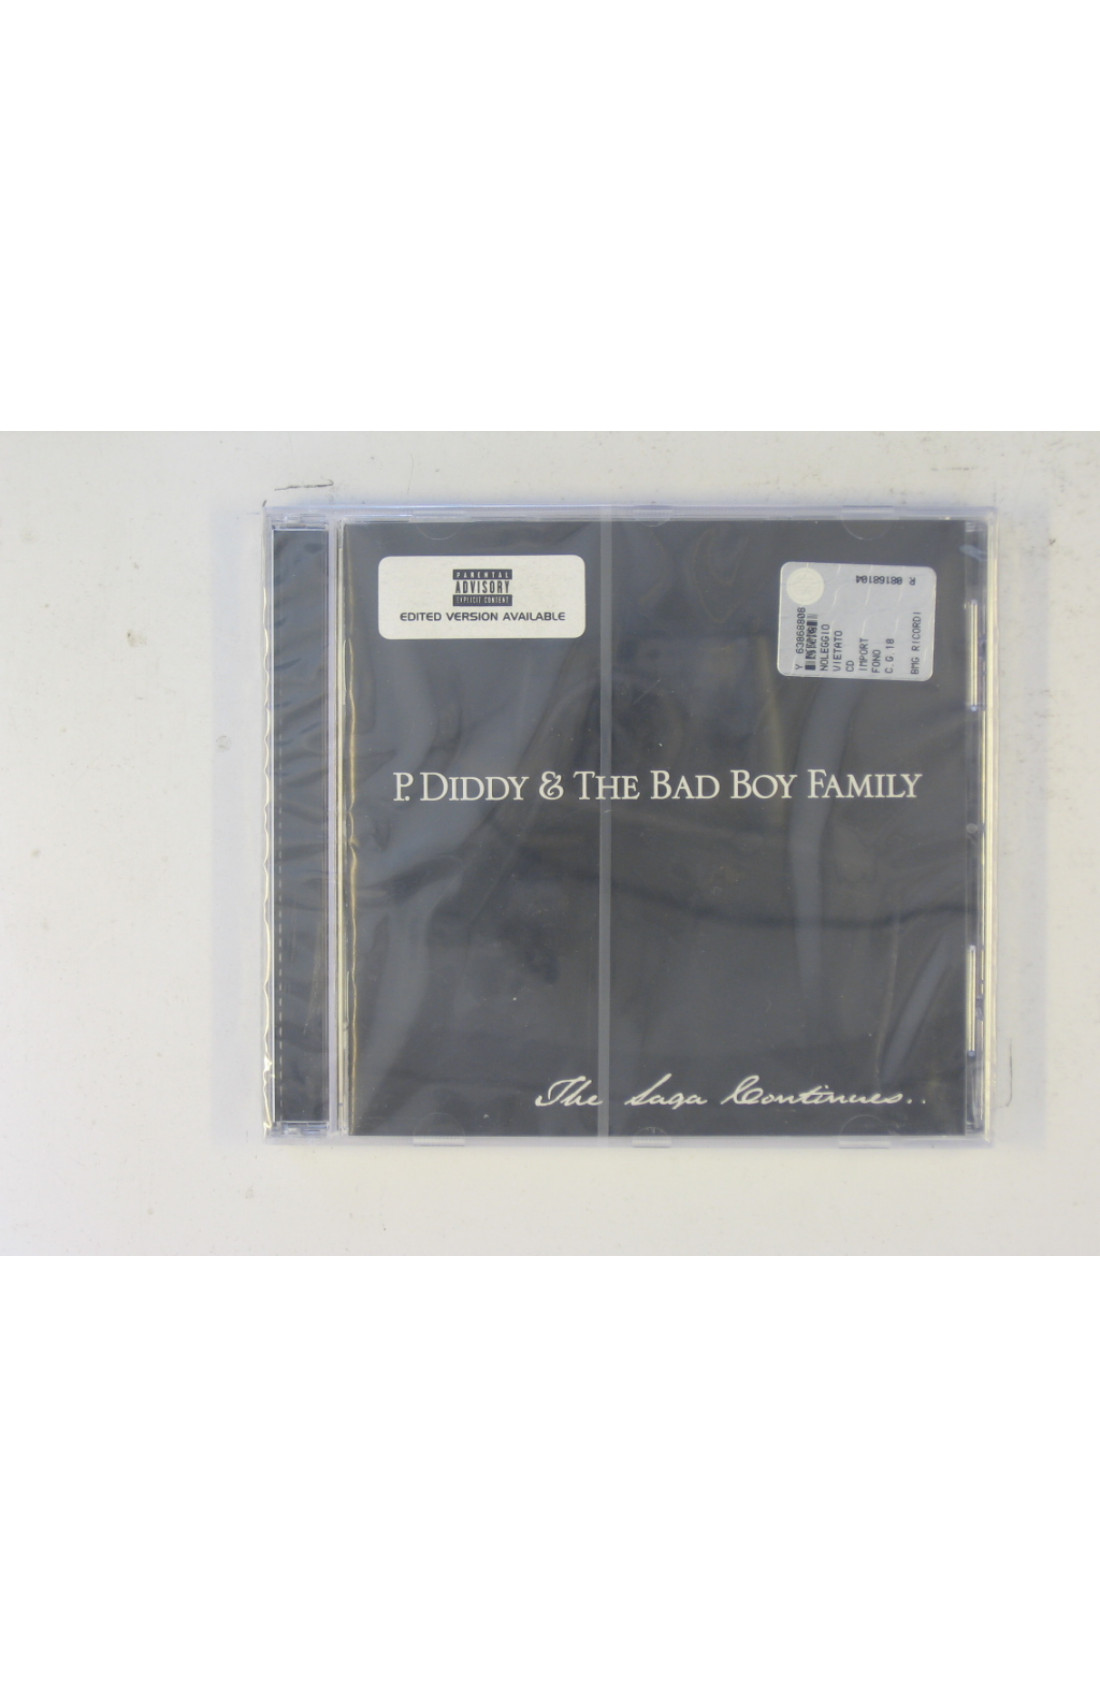 PARENTAL
ADVISORY
EXPLICIT CONTENT
EDITED VERSION AVAILABLE
R 08168104
Y 63868808
NOLEGGIO
VIETATO
CD
IMPORT
FONO
C.G.18
BMG RICORDI
P. DIDDY & THE BAD BOY FAMILY
The Saga Continues..